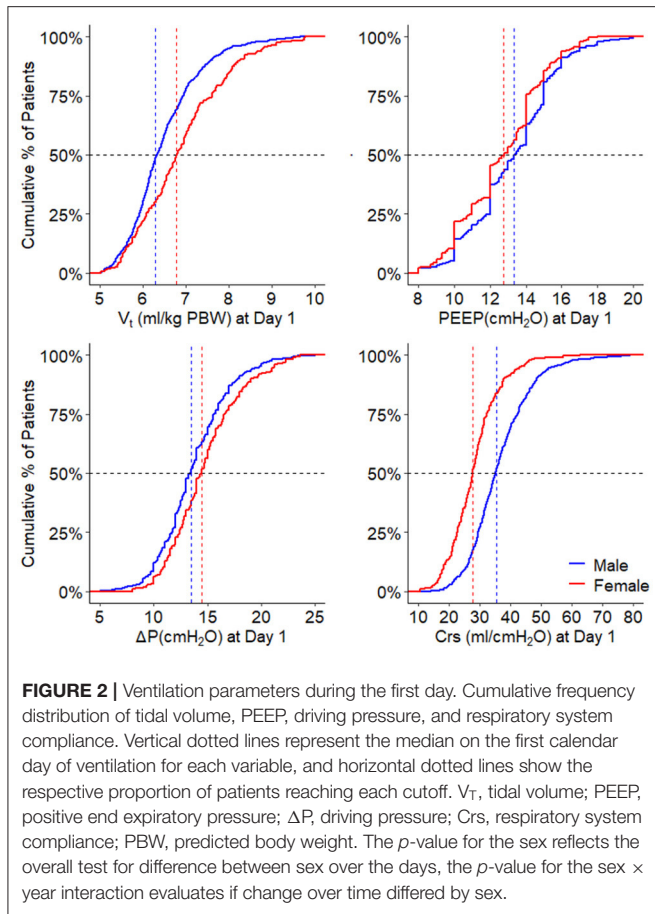 100%
75%
50%
25%
0%
Cumulative % of Patients
5 6 7 8 9 10
Vt (ml/kg PBW) at Day 1
100%
75%
50%
25%
0%
8 10 12 14 16 18 20
PEEP(cmH2O) at Day 1
100%
75%
50%
25%
0%
Cumulative % of Patients
5 10 15 20 25
ΔP(cmH2O) at Day 1
100%
75%
50%
25%
0%
Male
Female
10 20 30 40 50 60 70 80
Crs (ml/cmH2O) at Day 1
FIGURE 2 | Ventilation parameters during the first day. Cumulative frequency
distribution of tidal volume, PEEP, driving pressure, and respiratory system
compliance. Vertical dotted lines represent the median on the first calendar
day of ventilation for each variable, and horizontal dotted lines show the
respective proportion of patients reaching each cutoff. VT, tidal volume; PEEP,
positive end expiratory pressure; ΔP, driving pressure; Crs, respiratory system
compliance; PBW, predicted body weight. The p-value for the sex reflects the
overall test for difference between sex over the days, the p-value for the sex ×
year interaction evaluates if change over time differed by sex.